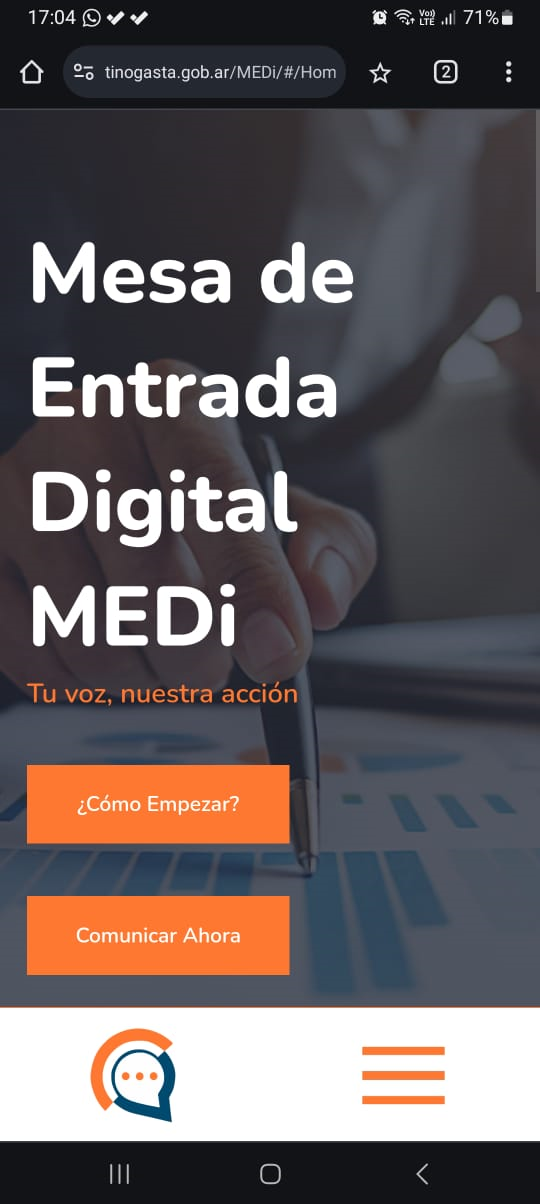 17:04
Vo)) LTE 71%
tinogasta.gob.ar/MEDi/#/Hom
2
Mesa de
Entrada
Digital
MEDi
Tu voz, nuestra acción
¿Cómo Empezar?
Comunicar Ahora